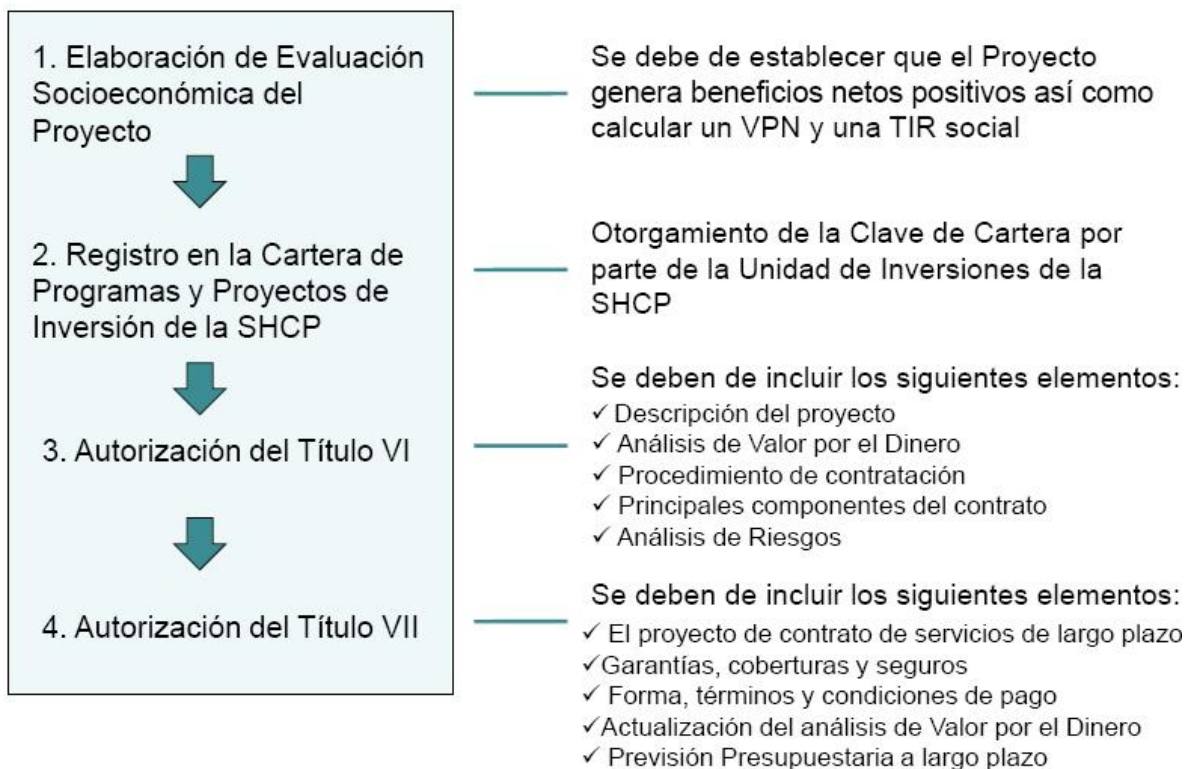 1. Elaboración de Evaluación
Socioeconómica del
Proyecto
Se debe de establecer que el Proyecto
genera beneficios netos positivos así como
calcular un VPN y una TIR social
2. Registro en la Cartera de
Programas y Proyectos de
Inversión de la SHCP
Otorgamiento de la Clave de Cartera por
parte de la Unidad de Inversiones de la
SHCP
3. Autorización del Título VI
Se deben de incluir los siguientes elementos:
✓ Descripción del proyecto
✓ Análisis de Valor por el Dinero
✓ Procedimiento de contratación
✓ Principales componentes del contrato
✓ Análisis de Riesgos
4. Autorización del Título VII
Se deben de incluir los siguientes elementos:
✓ El proyecto de contrato de servicios de largo plazo
✓Garantías, coberturas y seguros
✓ Forma, términos y condiciones de pago
✓Actualización del análisis de Valor por el Dinero
✓ Previsión Presupuestaria a largo plazo